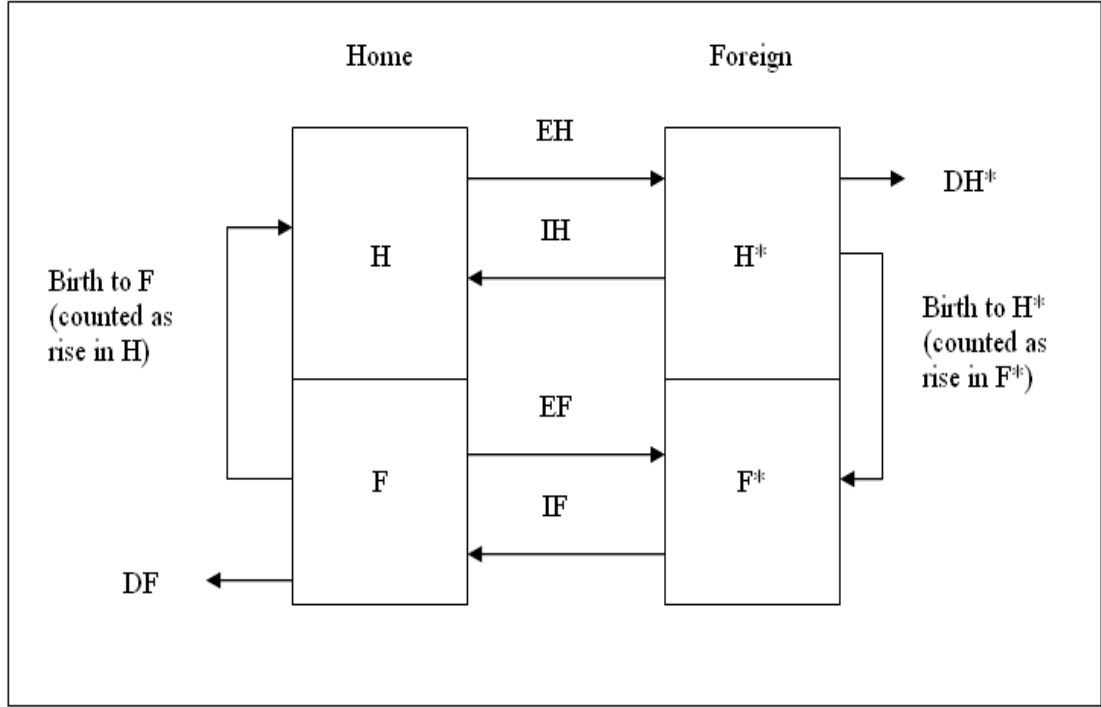 Home
Foreign
EH
DH*
IH
H
H*
Birth to F
(counted as
rise in H)
Birth to H*
(counted as
rise in F*)
EF
F
F*
IF
DF